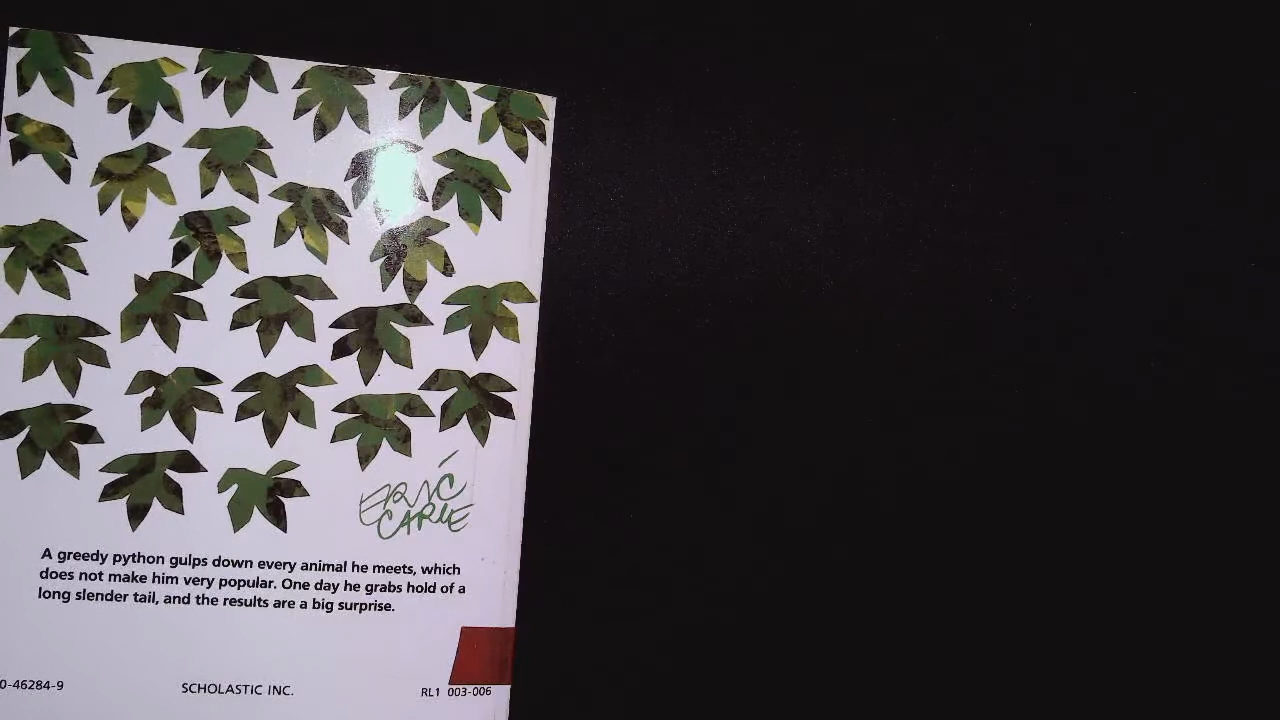 ERIC
CARLE
A greedy python gulps down every animal he meets, which
does not make him very popular. One day he grabs hold of a
long slender tail, and the results are a big surprise.
0-46284-9 SCHOLASTIC INC. RL1 003-006